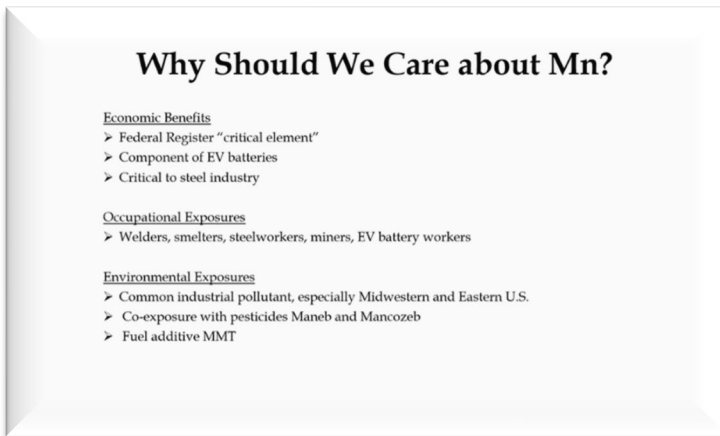 Why Should We Care about Mn?
Economic Benefits
➢ Federal Register “critical element”
➢ Component of EV batteries
➢ Critical to steel industry
Occupational Exposures
➢ Welders, smelters, steelworkers, miners, EV battery workers
Environmental Exposures
➢ Common industrial pollutant, especially Midwestern and Eastern U.S.
➢ Co-exposure with pesticides Maneb and Mancozeb
➢ Fuel additive MMT